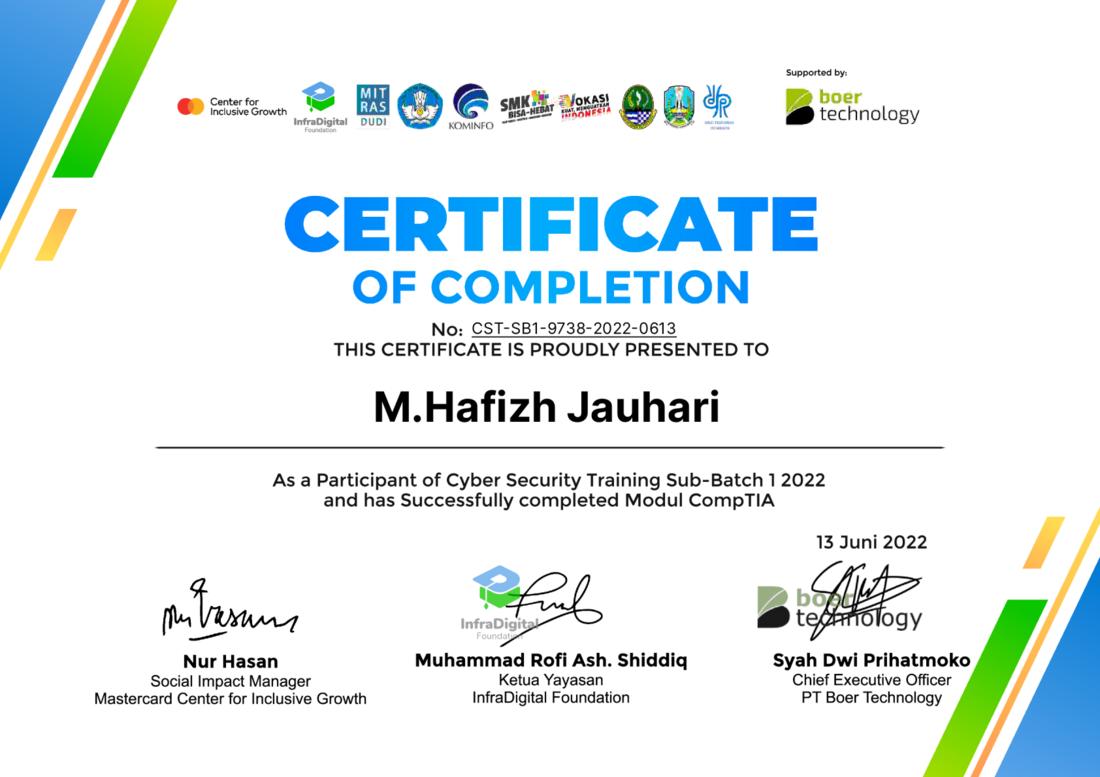 Supported by:
Center for
Inclusive Growth
InfraDigital
Foundation
MIT
RAS
DUDI
KOMINFO
SMK
BISA-HEBAT
VOKASI
KUAT, MENGUATKAN
INDONESIA
boer
technology
CERTIFICATE
OF COMPLETION
No: CST-SB1-9738-2022-0613
THIS CERTIFICATE IS PROUDLY PRESENTED TO
M.Hafizh Jauhari
As a Participant of Cyber Security Training Sub-Batch 1 2022
and has Successfully completed Modul CompTIA
13 Juni 2022
InfraDigital
Foundation
boer
technology
Nur Hasan
Social Impact Manager
Mastercard Center for Inclusive Growth
Muhammad Rofi Ash. Shiddiq
Ketua Yayasan
InfraDigital Foundation
Syah Dwi Prihatmoko
Chief Executive Officer
PT Boer Technology